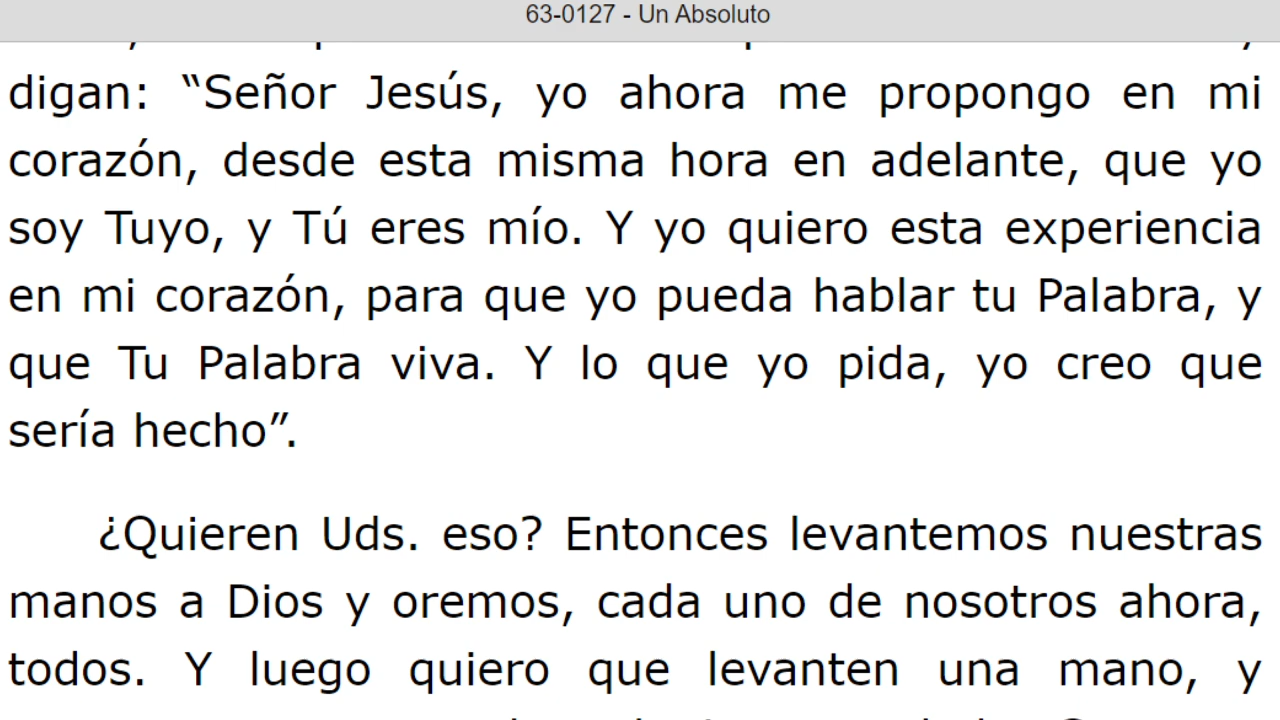 63-0127 - Un Absoluto
digan: “Señor Jesús, yo ahora me propongo en mi
corazón, desde esta misma hora en adelante, que yo
soy Tuyo, y Tú eres mío. Y yo quiero esta experiencia
en mi corazón, para que yo pueda hablar tu Palabra, y
que Tu Palabra viva. Y lo que yo pida, yo creo que
sería hecho”.
¿Quieren Uds. eso? Entonces levantemos nuestras
manos a Dios y oremos, cada uno de nosotros ahora,
todos. Y luego quiero que levanten una mano, y